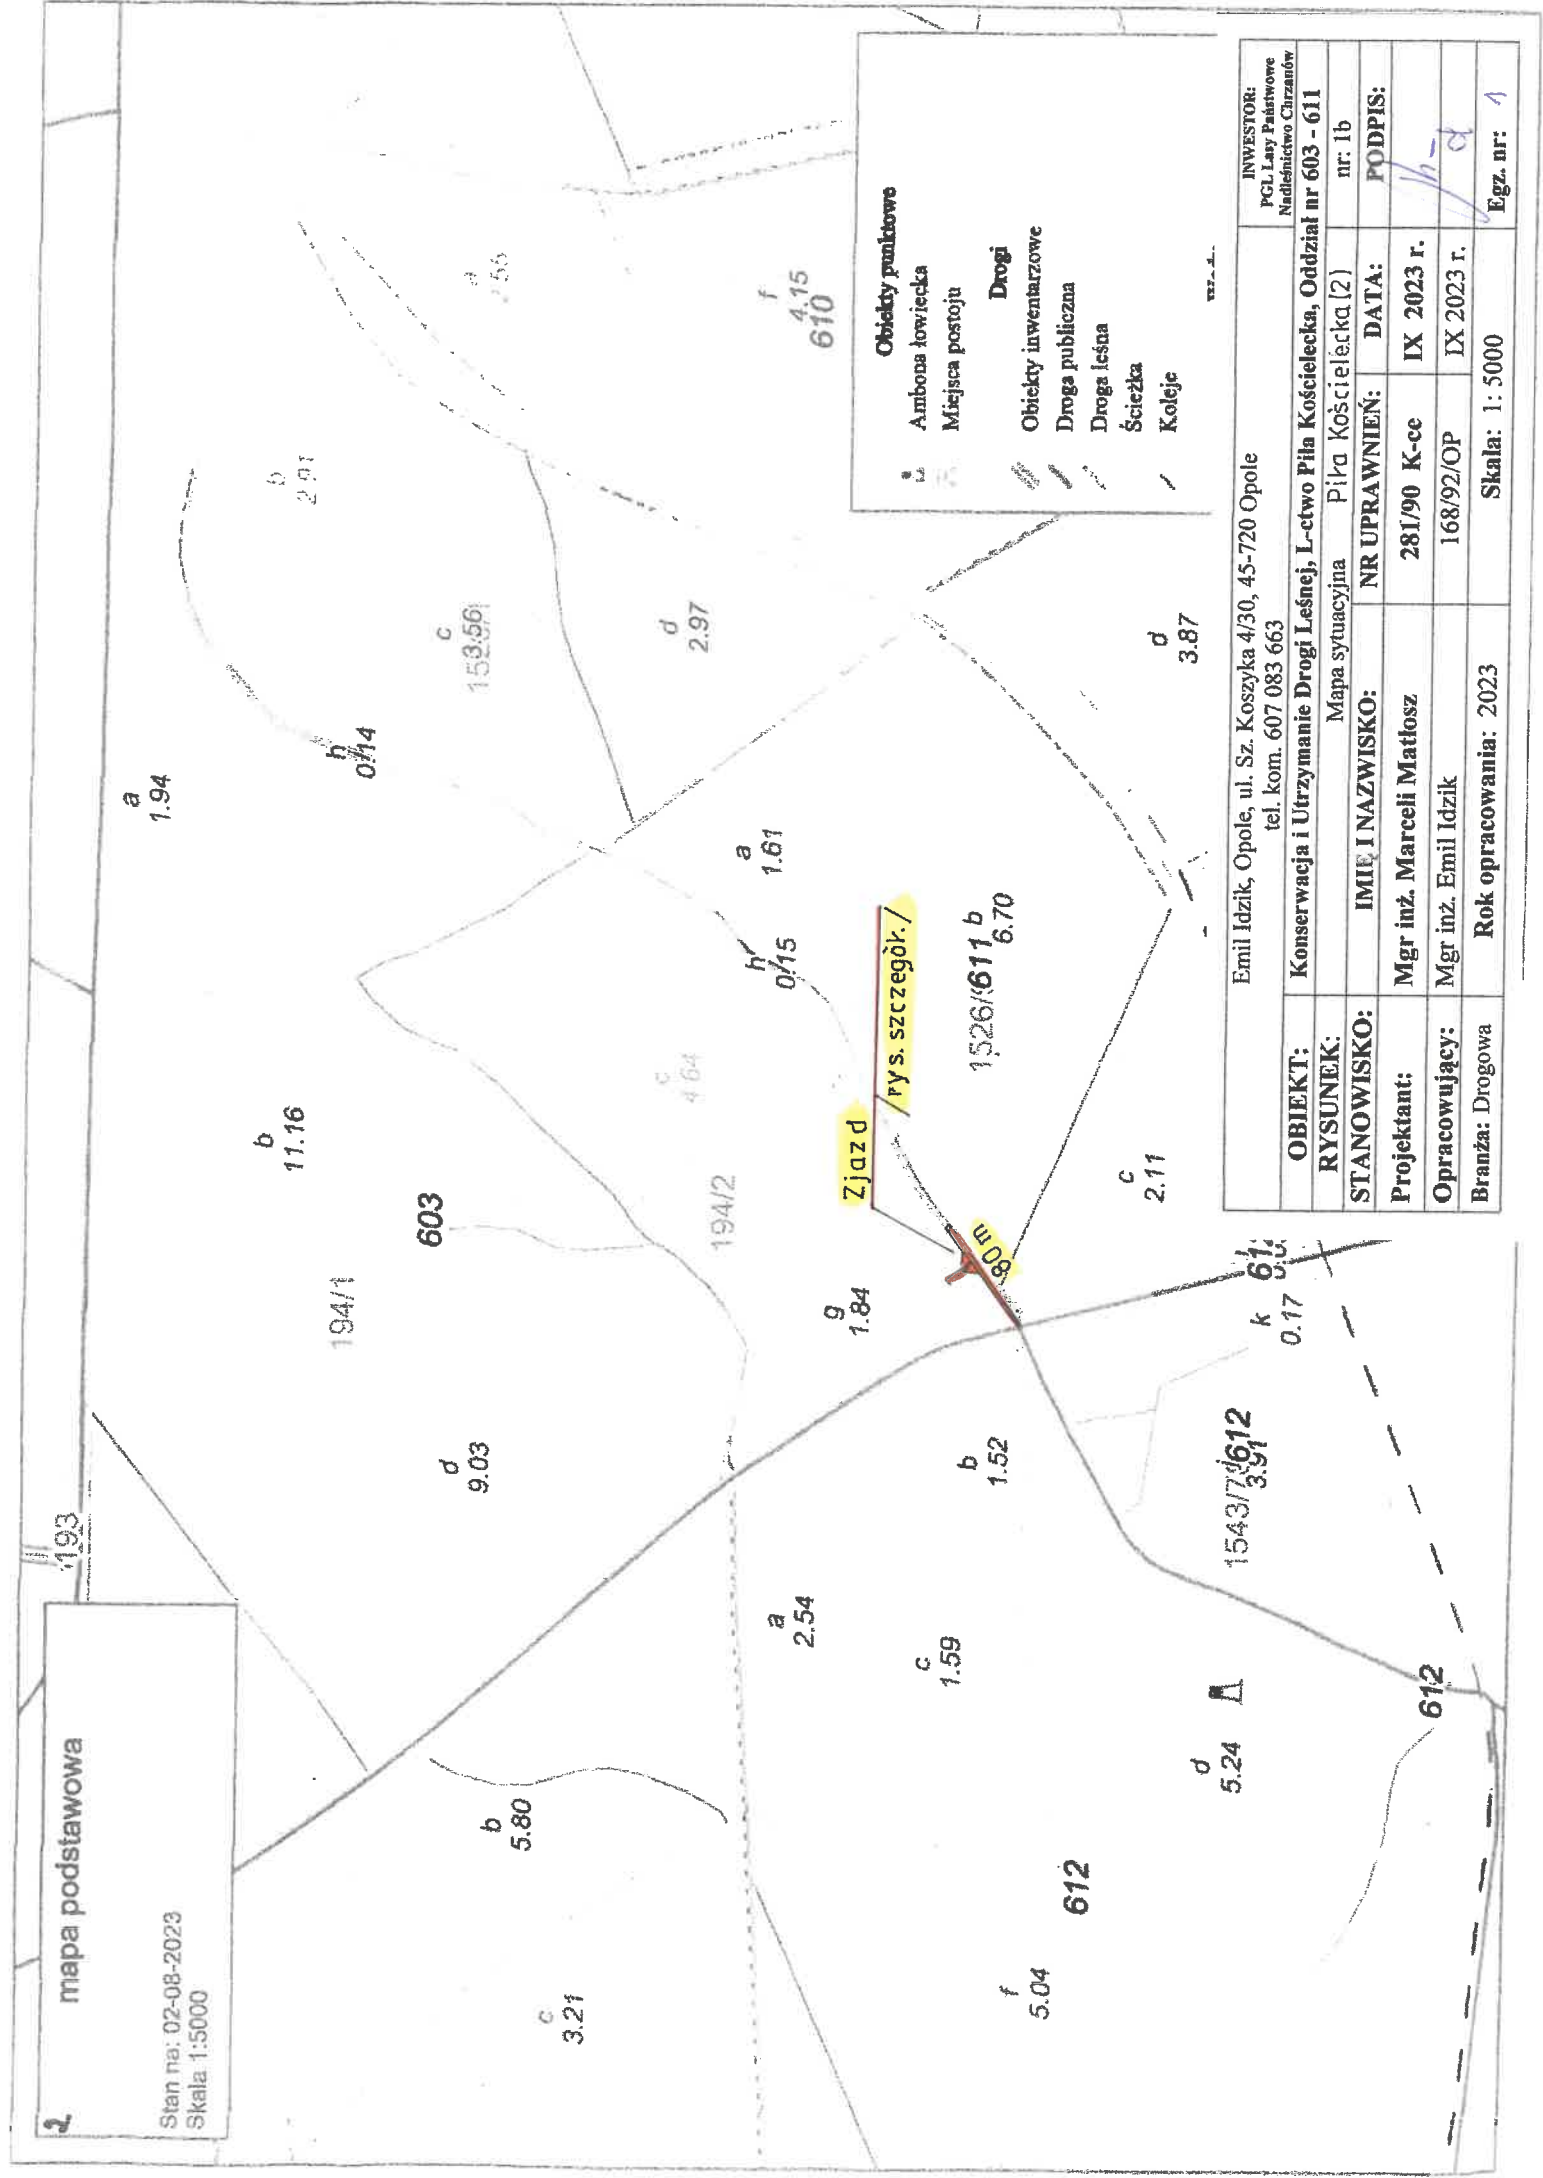 2.
mapa podstawowa
Stan na: 02-08-2023
Skala 1:5000
193
a
1.94
b
11.16
603
194/1
d
9.03
h
0.14
b
2.91
c
a
f
4.15
610
d
2.97
a
1.61
c
4.64
194/2
h
0.15
g
1.84
Zjazd
/rys. szczegół./
80 m
611
b
6.70
d
3.87
c
2.11
b
5.80
c
3.21
a
2.54
c
1.59
b
1.52
k
0.17
612
3.91
d
5.24
612
612
f
5.04
Obiekty punktowe
Ambona łowiecka
Miejsca postoju
Drogi
Obiekty inwentarzowe
Droga publiczna
Droga leśna
Ścieżka
Koleje
Emil Idzik, Opole, ul. Sz. Koszyka 4/30, 45-720 Opole
tel. kom. 607 083 663
INWESTOR:
PGL Lasy Państwowe
Nadleśnictwo Chrzanów
OBIEKT: Konserwacja i Utrzymanie Drogi Leśnej, L-ctwo Piła Kościelecka, Oddział nr 603 - 611
RYSUNEK: Mapa sytuacyjna Piła Kościelecka (2) nr: 1b
STANOWISKO: IMIĘ I NAZWISKO: NR UPRAWNIEŃ: DATA: PODPIS:
Projektant: Mgr inż. Marceli Matłosz 281/90 K-ce IX 2023 r.
Opracowujący: Mgr inż. Emil Idzik 168/92/OP IX 2023 r.
Branża: Drogowa Rok opracowania: 2023 Skala: 1: 5000 Egz. nr: 1